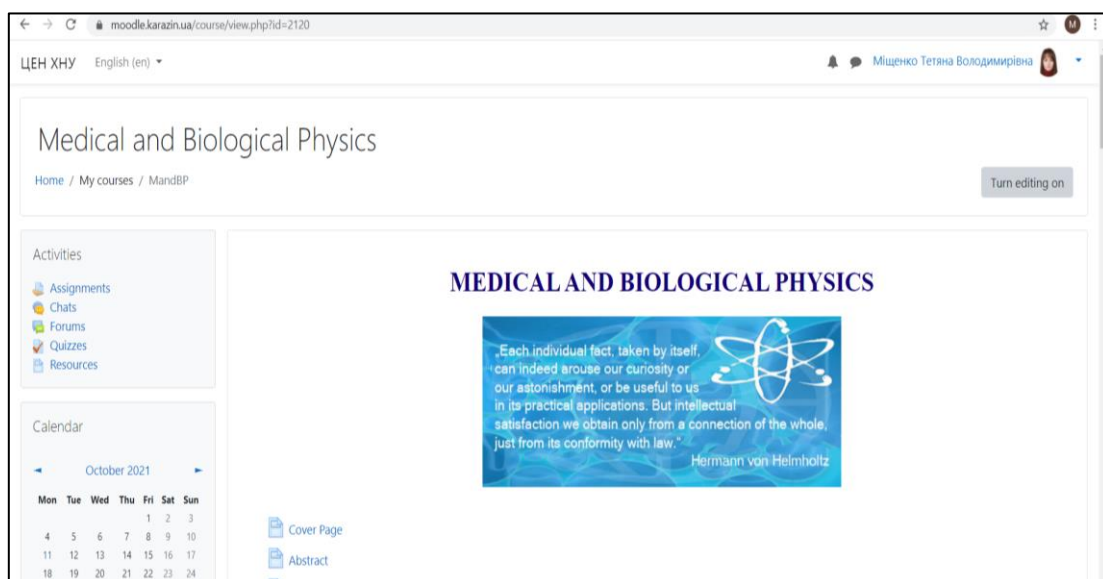 moodle.karazin.ua/course/view.php?id=2120
M
ЦЕН ХНУ English (en)
Міщенко Тетяна Володимирівна
Medical and Biological Physics
Home / My courses / MandBP
Turn editing on
Activities
Assignments
Chats
Forums
Quizzes
Resources
Calendar
October 2021
Mon Tue Wed Thu Fri Sat Sun
1 2 3
4 5 6 7 8 9 10
11 12 13 14 15 16 17
18 19 20 21 22 23 24
MEDICAL AND BIOLOGICAL PHYSICS
„Each individual fact, taken by itself,
can indeed arouse our curiosity or
our astonishment, or be useful to us
in its practical applications. But intellectual
satisfaction we obtain only from a connection of the whole,
just from its conformity with law.“
Hermann von Helmholtz
Cover Page
Abstract